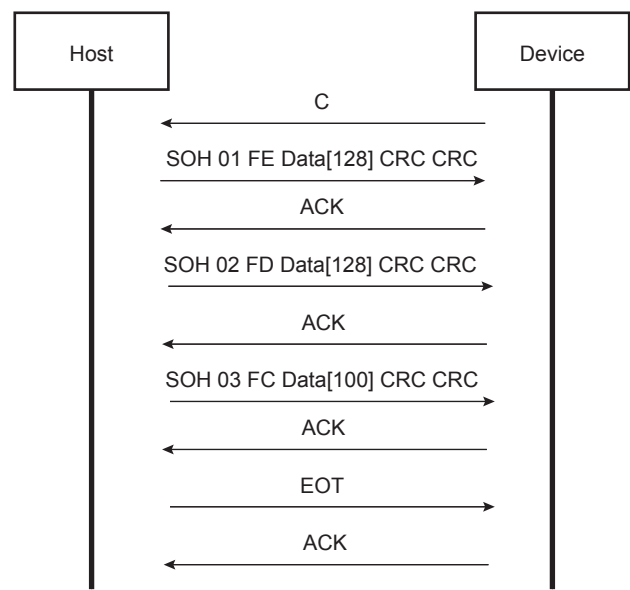 Host
Device
C
SOH 01 FE Data[128] CRC CRC
ACK
SOH 02 FD Data[128] CRC CRC
ACK
SOH 03 FC Data[100] CRC CRC
ACK
EOT
ACK